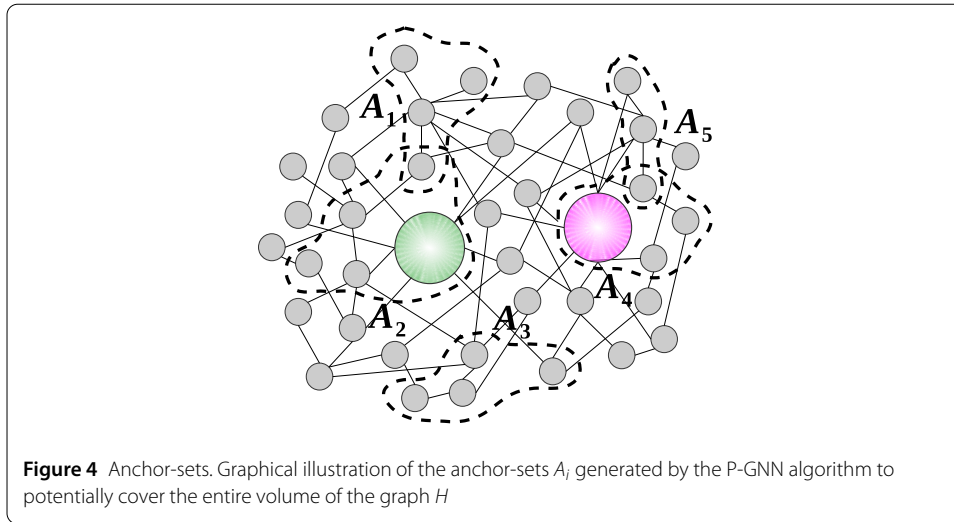 A1
A5
A4
A2
A3
Figure 4 Anchor-sets. Graphical illustration of the anchor-sets Ai generated by the P-GNN algorithm to
potentially cover the entire volume of the graph H